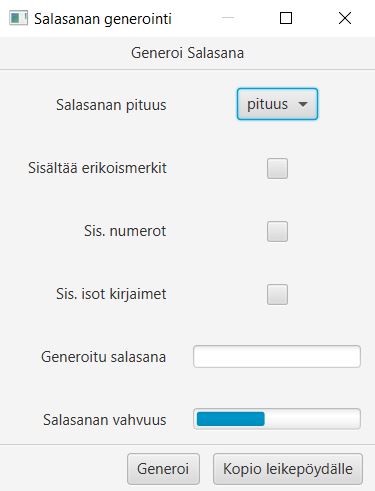 Salasanan generointi
Generoi Salasana
Salasanan pituus pituus
Sisältää erikoismerkit
Sis. numerot
Sis. isot kirjaimet
Generoitu salasana
Salasanan vahvuus
Generoi Kopio leikepöydälle